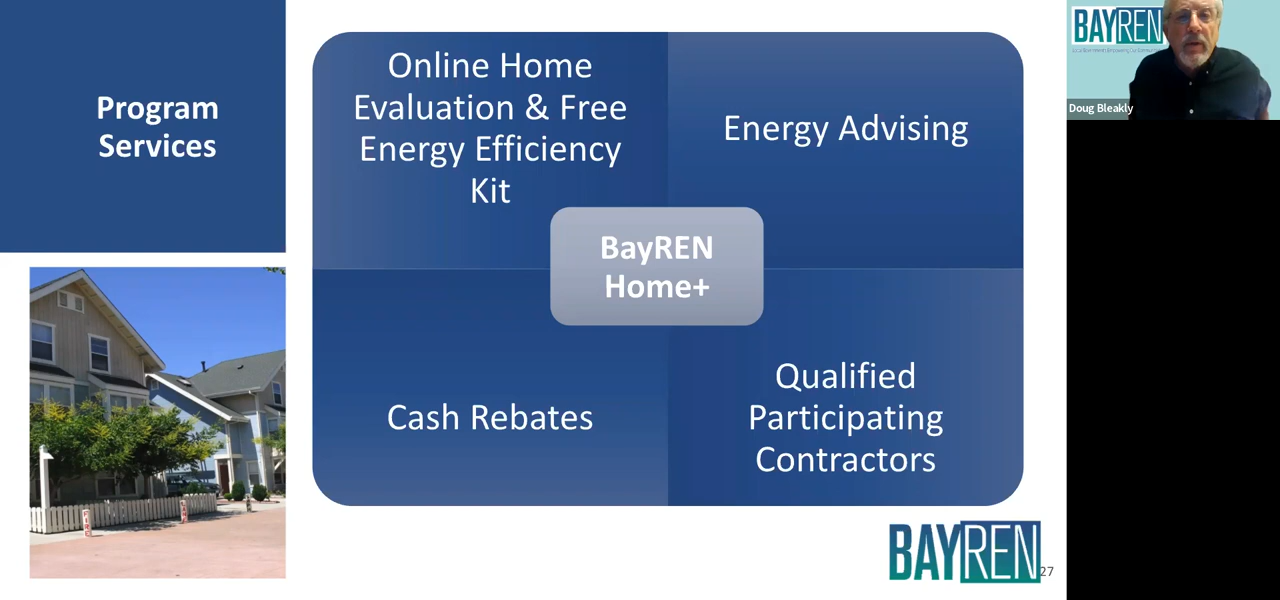 Program
Services
Online Home
Evaluation & Free
Energy Efficiency
Kit
Energy Advising
BayREN
Home+
Cash Rebates
Qualified
Participating
Contractors
BAYREN
27
BAYREN
Doug Bleakly